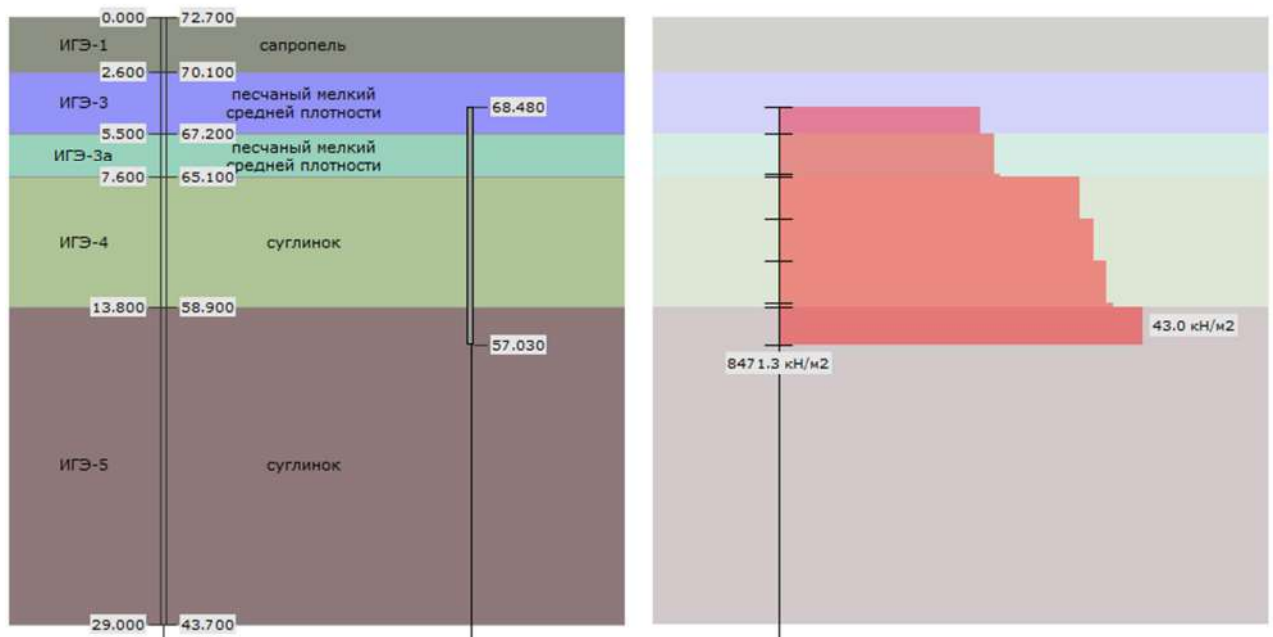 0.000 72.700
ИГЭ-1 сапропель
2.600 70.100
ИГЭ-3 песчаный мелкий
средней плотности
68.480
5.500 67.200
ИГЭ-3а песчаный мелкий
средней плотности
7.600 65.100
ИГЭ-4 суглинок
13.800 58.900
43.0 кН/м2
57.030
8471.3 кН/м2
ИГЭ-5 суглинок
29.000 43.700